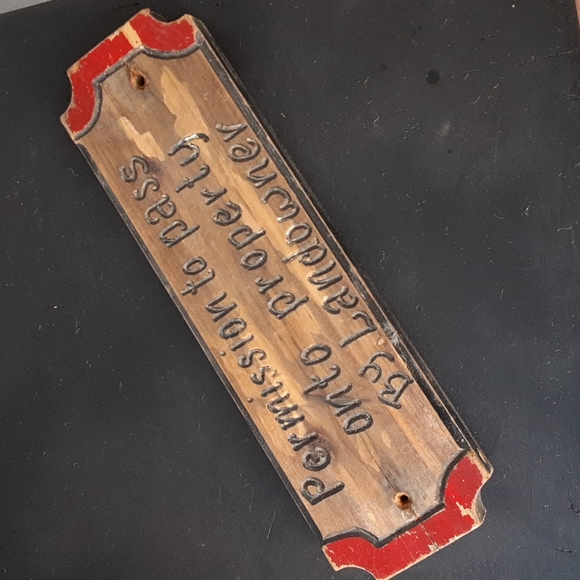 Permission to pass
onto property
By Landowner